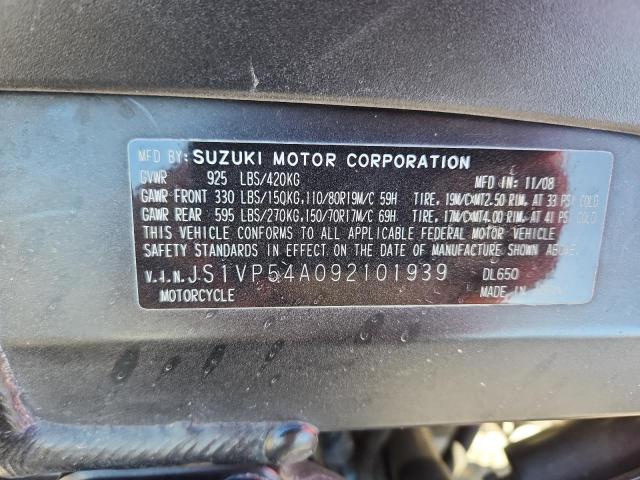 MFD BY: SUZUKI MOTOR CORPORATION
GVWR 925 LBS/420KG MFD IN: 11/08
GAWR FRONT 330 LBS/150KG, 110/80R19M/C 59H TIRE, 19M/C×MT2.50 RIM, AT 33 PSI COLD
GAWR REAR 595 LBS/270KG, 150/70R17M/C 69H TIRE, 17M/C×MT4.00 RIM, AT 41 PSI COLD
THIS VEHICLE CONFORMS TO ALL APPLICABLE FEDERAL MOTOR VEHICLE
SAFETY STANDARDS IN EFFECT ON THE DATE OF MANUFACTURE SHOWN ABOVE.
V.I.N. JS1VP54A092101939 DL650
MOTORCYCLE MADE IN